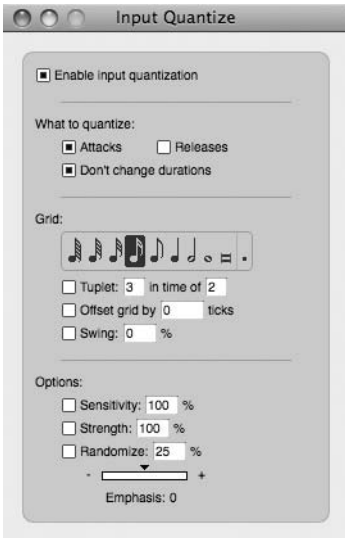 Input Quantize
Enable input quantization
What to quantize:
Attacks Releases
Don't change durations
Grid:
Tuplet: 3 in time of 2
Offset grid by 0 ticks
Swing: 0 %
Options:
Sensitivity: 100 %
Strength: 100 %
Randomize: 25 %
- +
Emphasis: 0